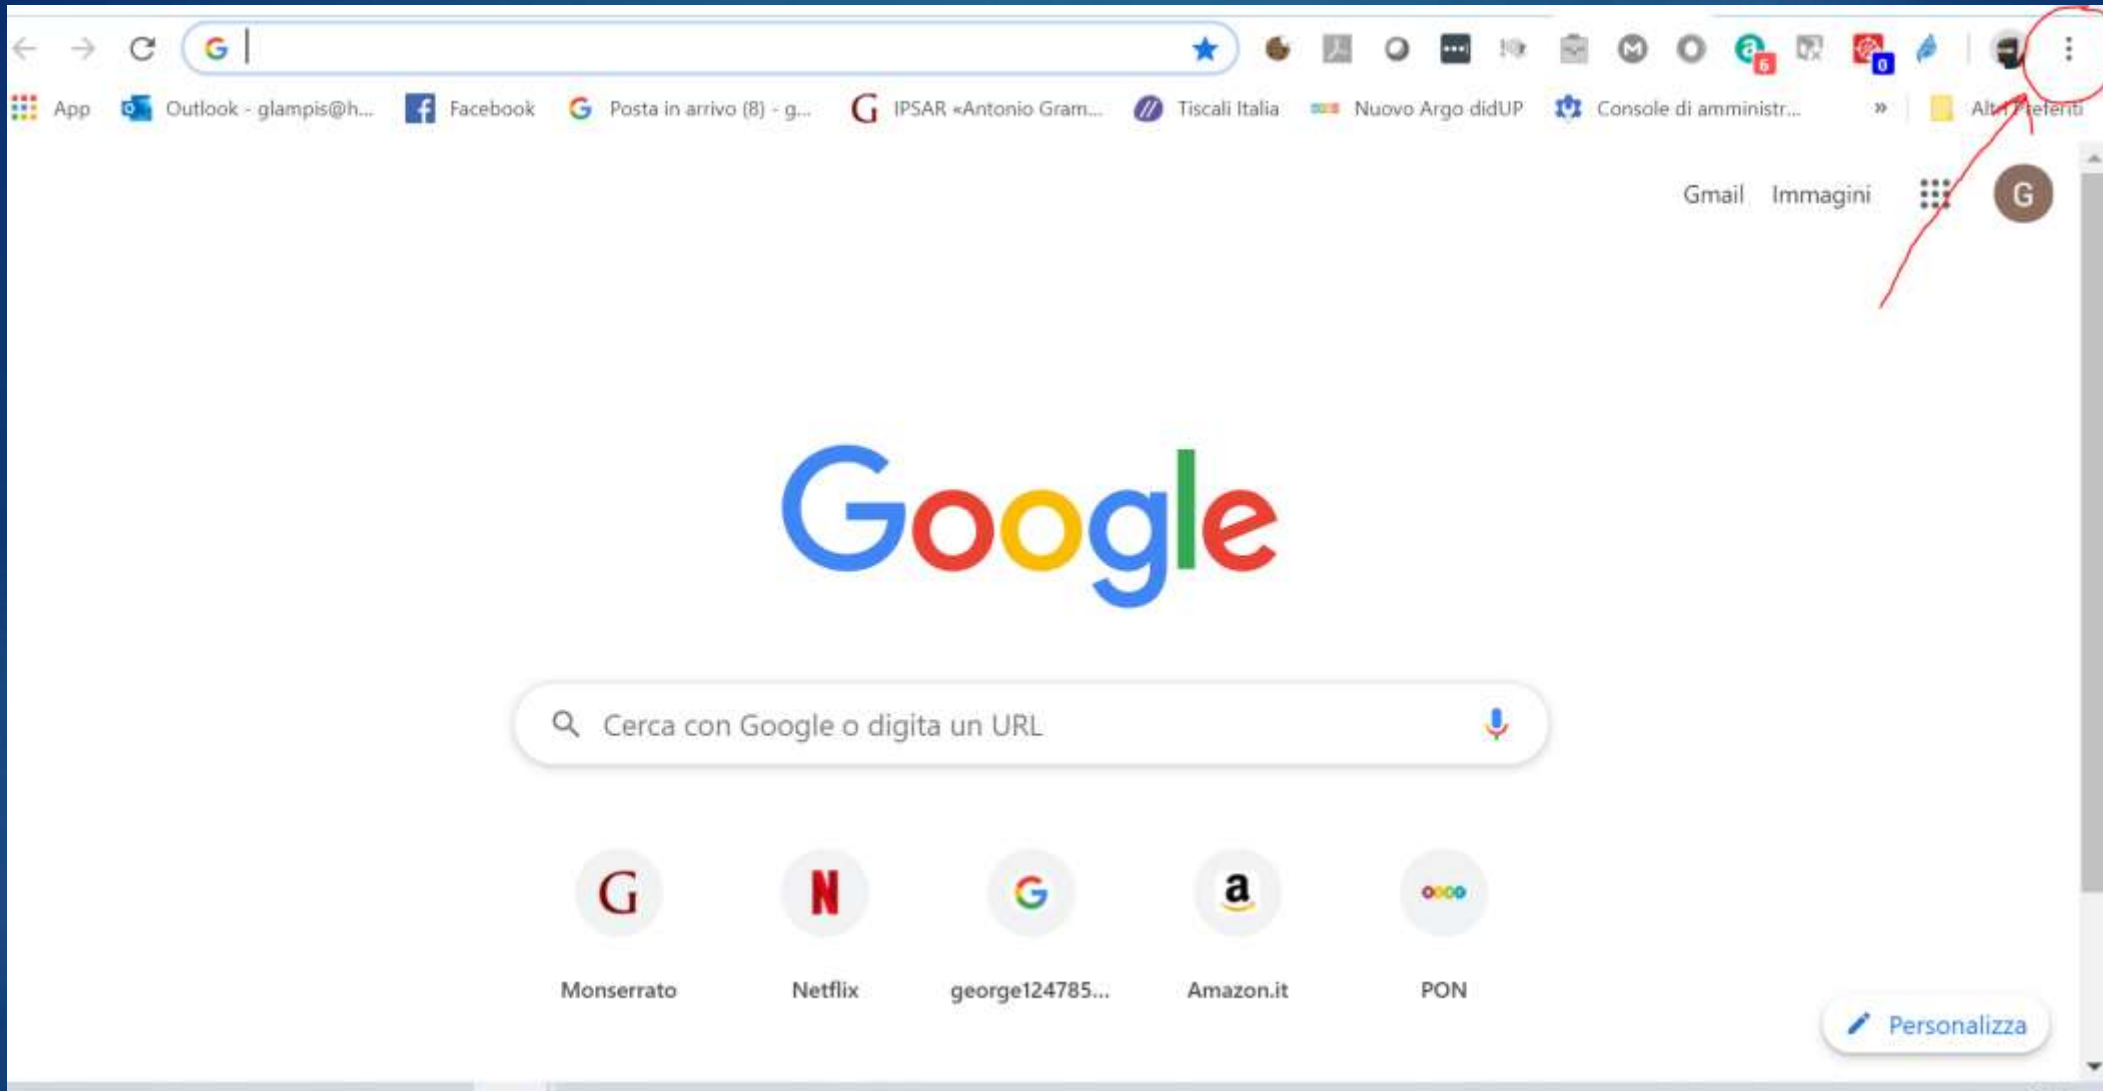 App Outlook - glampis@h... Facebook Posta in arrivo (8) - g... IPSAR «Antonio Gram... Tiscali Italia Nuovo Argo didUP Console di amministr... » Altri Preferiti
Gmail Immagini G
Google
Cerca con Google o digita un URL
Monserrato Netflix george124785... Amazon.it PON
Personalizza